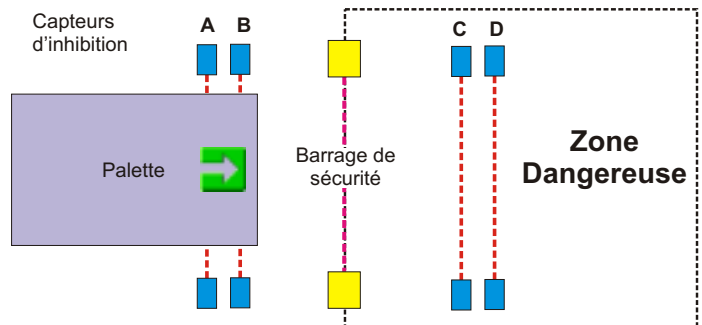 Capteurs
d’inhibition
A B
C D
Palette
Barrage de
sécurité
Zone
Dangereuse